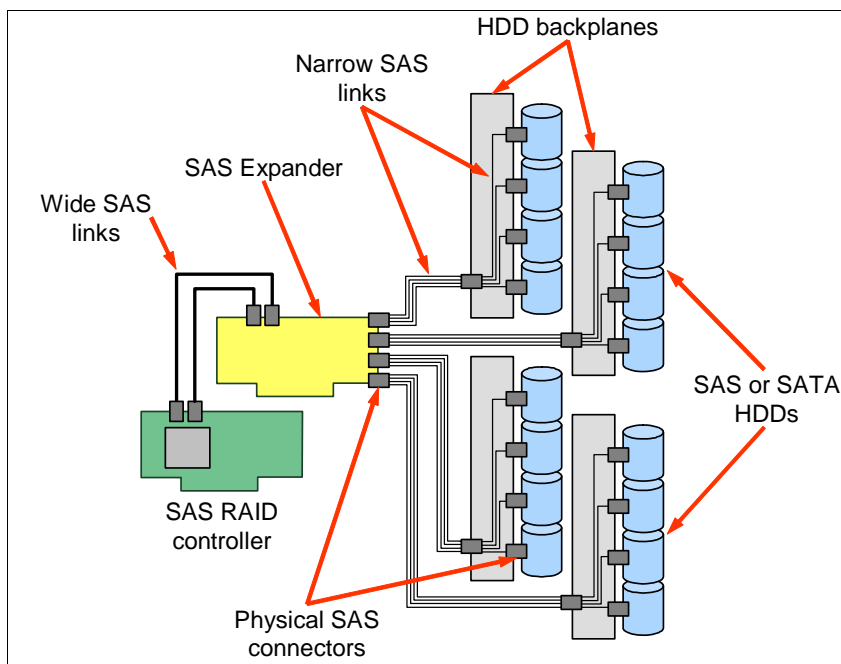 HDD backplanes
Narrow SAS
links
SAS Expander
Wide SAS
links
SAS or SATA
HDDs
SAS RAID
controller
Physical SAS
connectors